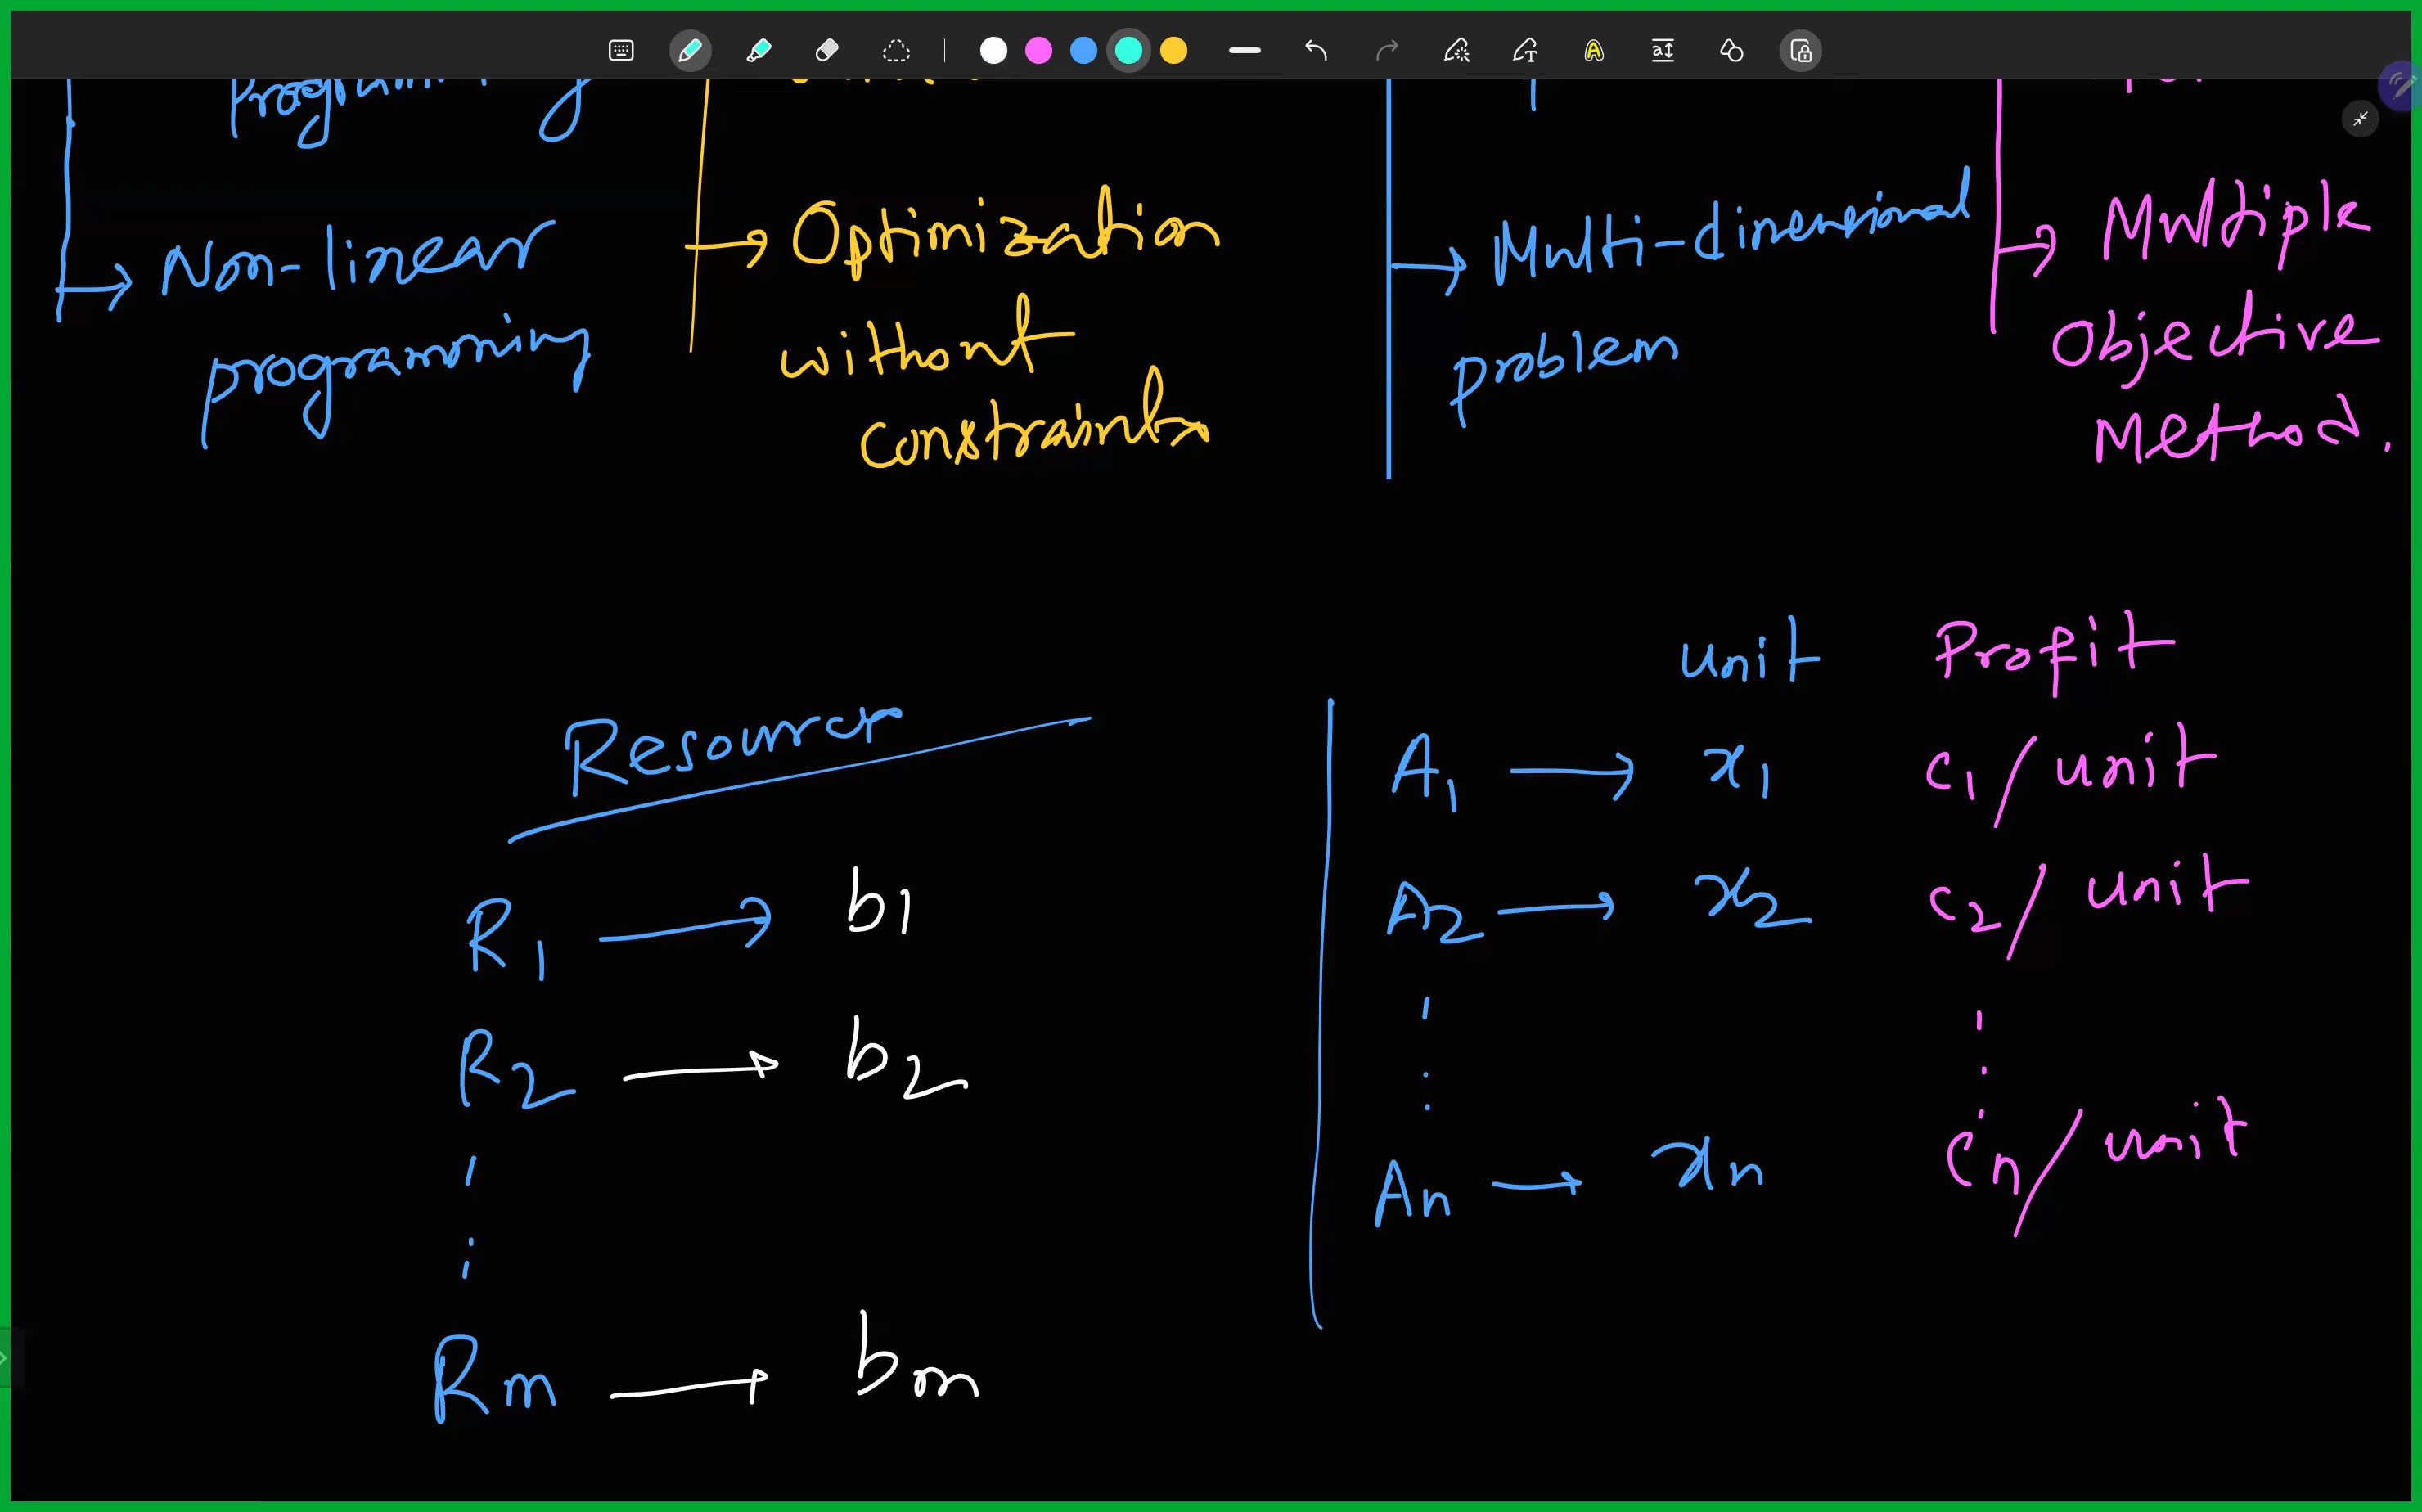 Non-linear
programming
Optimization
without
constraints
Multi-dimensional
problem
Multiple
Objective
Method.
unit Profit
Resources
A1 → x1 c1/unit
A2 → x2 c2/unit
An → xn cn/unit
R1 → b1
R2 → b2
Rm → bm